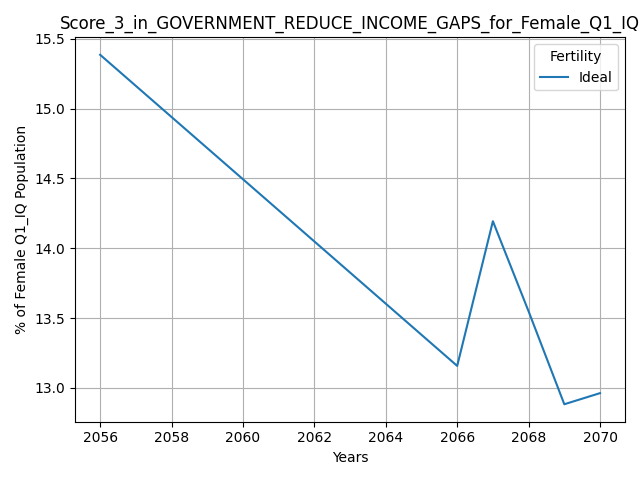 Score_3_in_GOVERNMENT_REDUCE_INCOME_GAPS_for_Female_Q1_IQ
15.5
15.0
14.5
14.0
13.5
13.0
% of Female Q1_IQ Population
Fertility
Ideal
2056 2058 2060 2062 2064 2066 2068 2070
Years